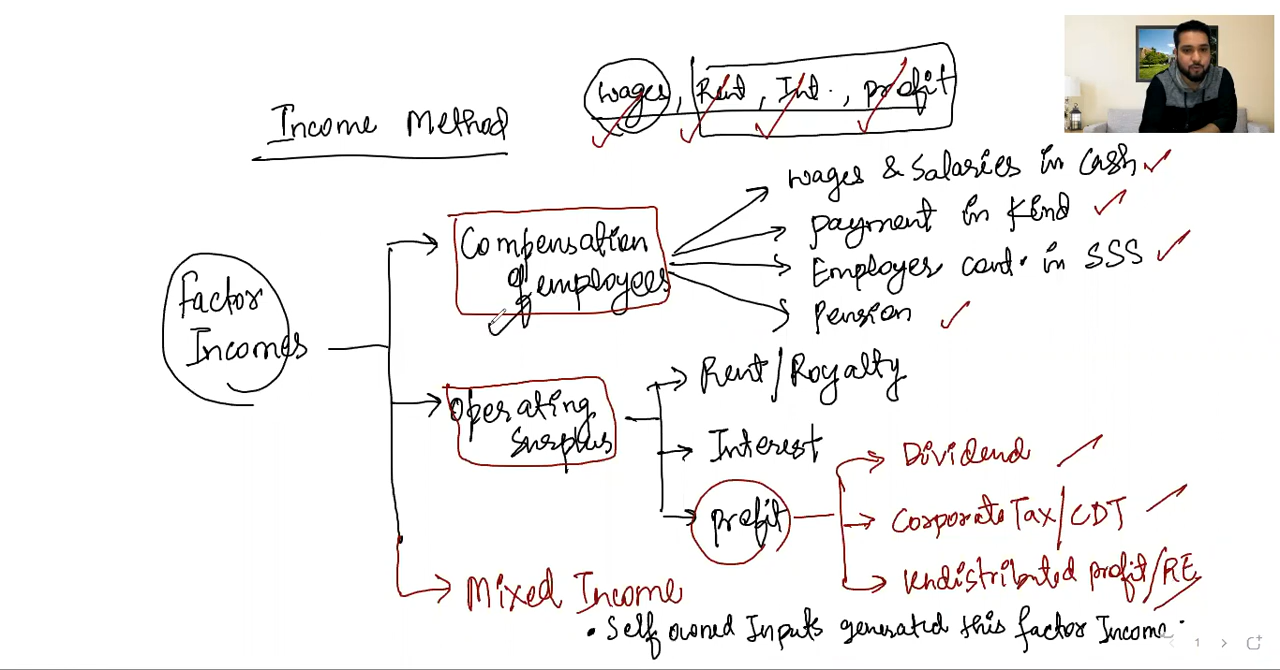 Income Method
wages, Rent, Int., profit
Factor Incomes
Compensation of employees
wages & Salaries in Cash
payment in Kind
Employer cont. in SSS
Pension
Operating Surplus
Rent/Royalty
Interest
profit
Dividend
Corporate Tax/CDT
Undistributed profit/RE
Mixed Income
• Self owned Inputs generated this factor Income.
1